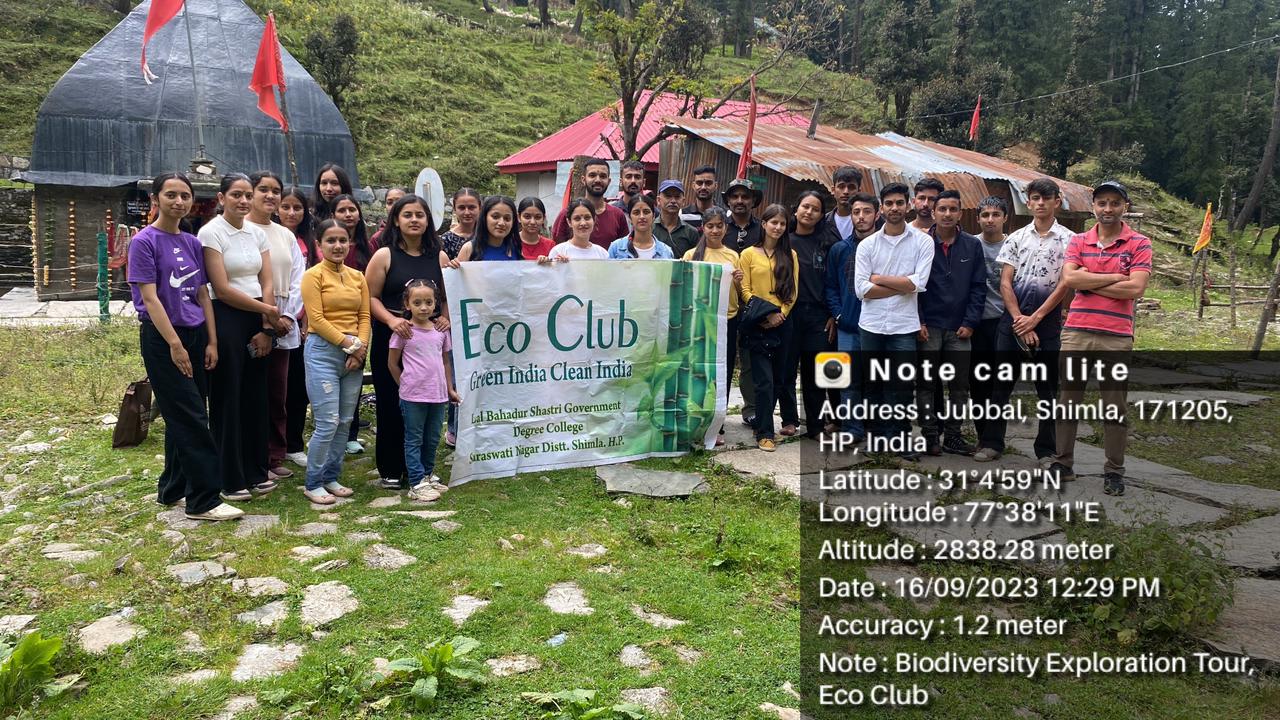 Eco Club
Green India Clean India
Lal Bahadur Shastri Government
Degree College
Saraswati Nagar Distt. Shimla. H.P.
Note cam lite
Address : Jubbal, Shimla, 171205,
HP, India
Latitude : 31°4'59"N
Longitude : 77°38'11"E
Altitude : 2838.28 meter
Date : 16/09/2023 12:29 PM
Accuracy : 1.2 meter
Note : Biodiversity Exploration Tour,
Eco Club